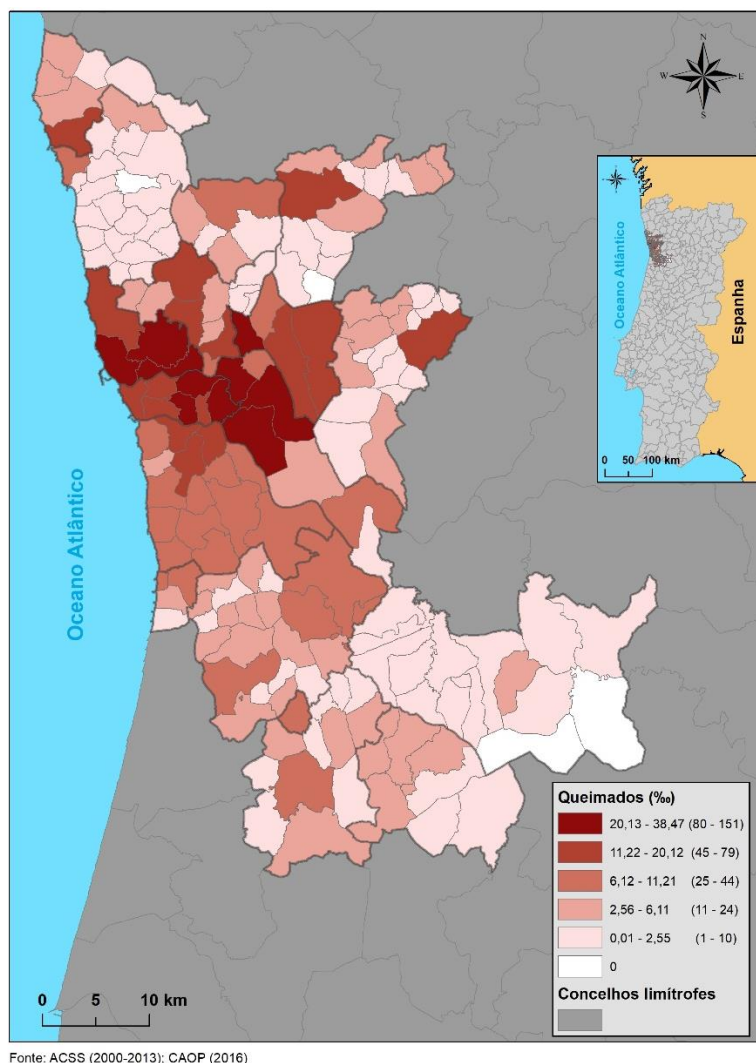 N
W E
S
Oceano Atlântico
Espanha
0 50 100 km
Oceano Atlântico
Queimados (‰)
20,13 - 38,47 (80 - 151)
11,22 - 20,12 (45 - 79)
6,12 - 11,21 (25 - 44)
2,56 - 6,11 (11 - 24)
0,01 - 2,55 (1 - 10)
0
Concelhos limítrofes
0 5 10 km
Fonte: ACSS (2000-2013); CAOP (2016)